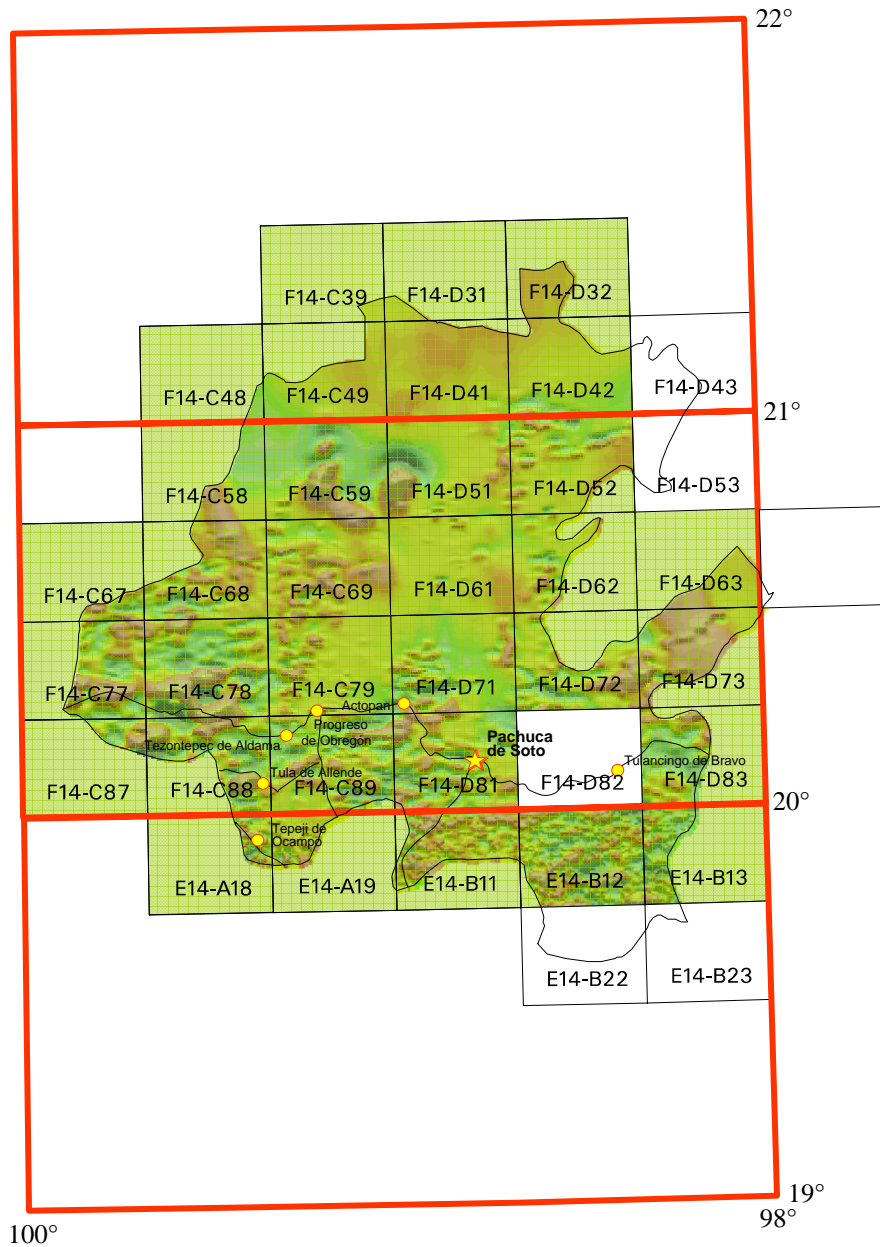 22°
F14-C39
F14-D31
F14-D32
F14-C48
F14-C49
F14-D41
F14-D42
F14-D43
21°
F14-C58
F14-C59
F14-D51
F14-D52
F14-D53
F14-C67
F14-C68
F14-C69
F14-D61
F14-D62
F14-D63
F14-C77
F14-C78
F14-C79
Actopan
F14-D71
F14-D72
F14-D73
Tezontepec de Aldama
Progreso
de Obregón
Pachuca
de Soto
Tulancingo de Bravo
Tula de Allende
F14-C87
F14-C88
F14-C89
F14-D81
F14-D82
F14-D83
20°
Tepeji de
Ocampo
E14-A18
E14-A19
E14-B11
E14-B12
E14-B13
E14-B22
E14-B23
19°
100°
98°